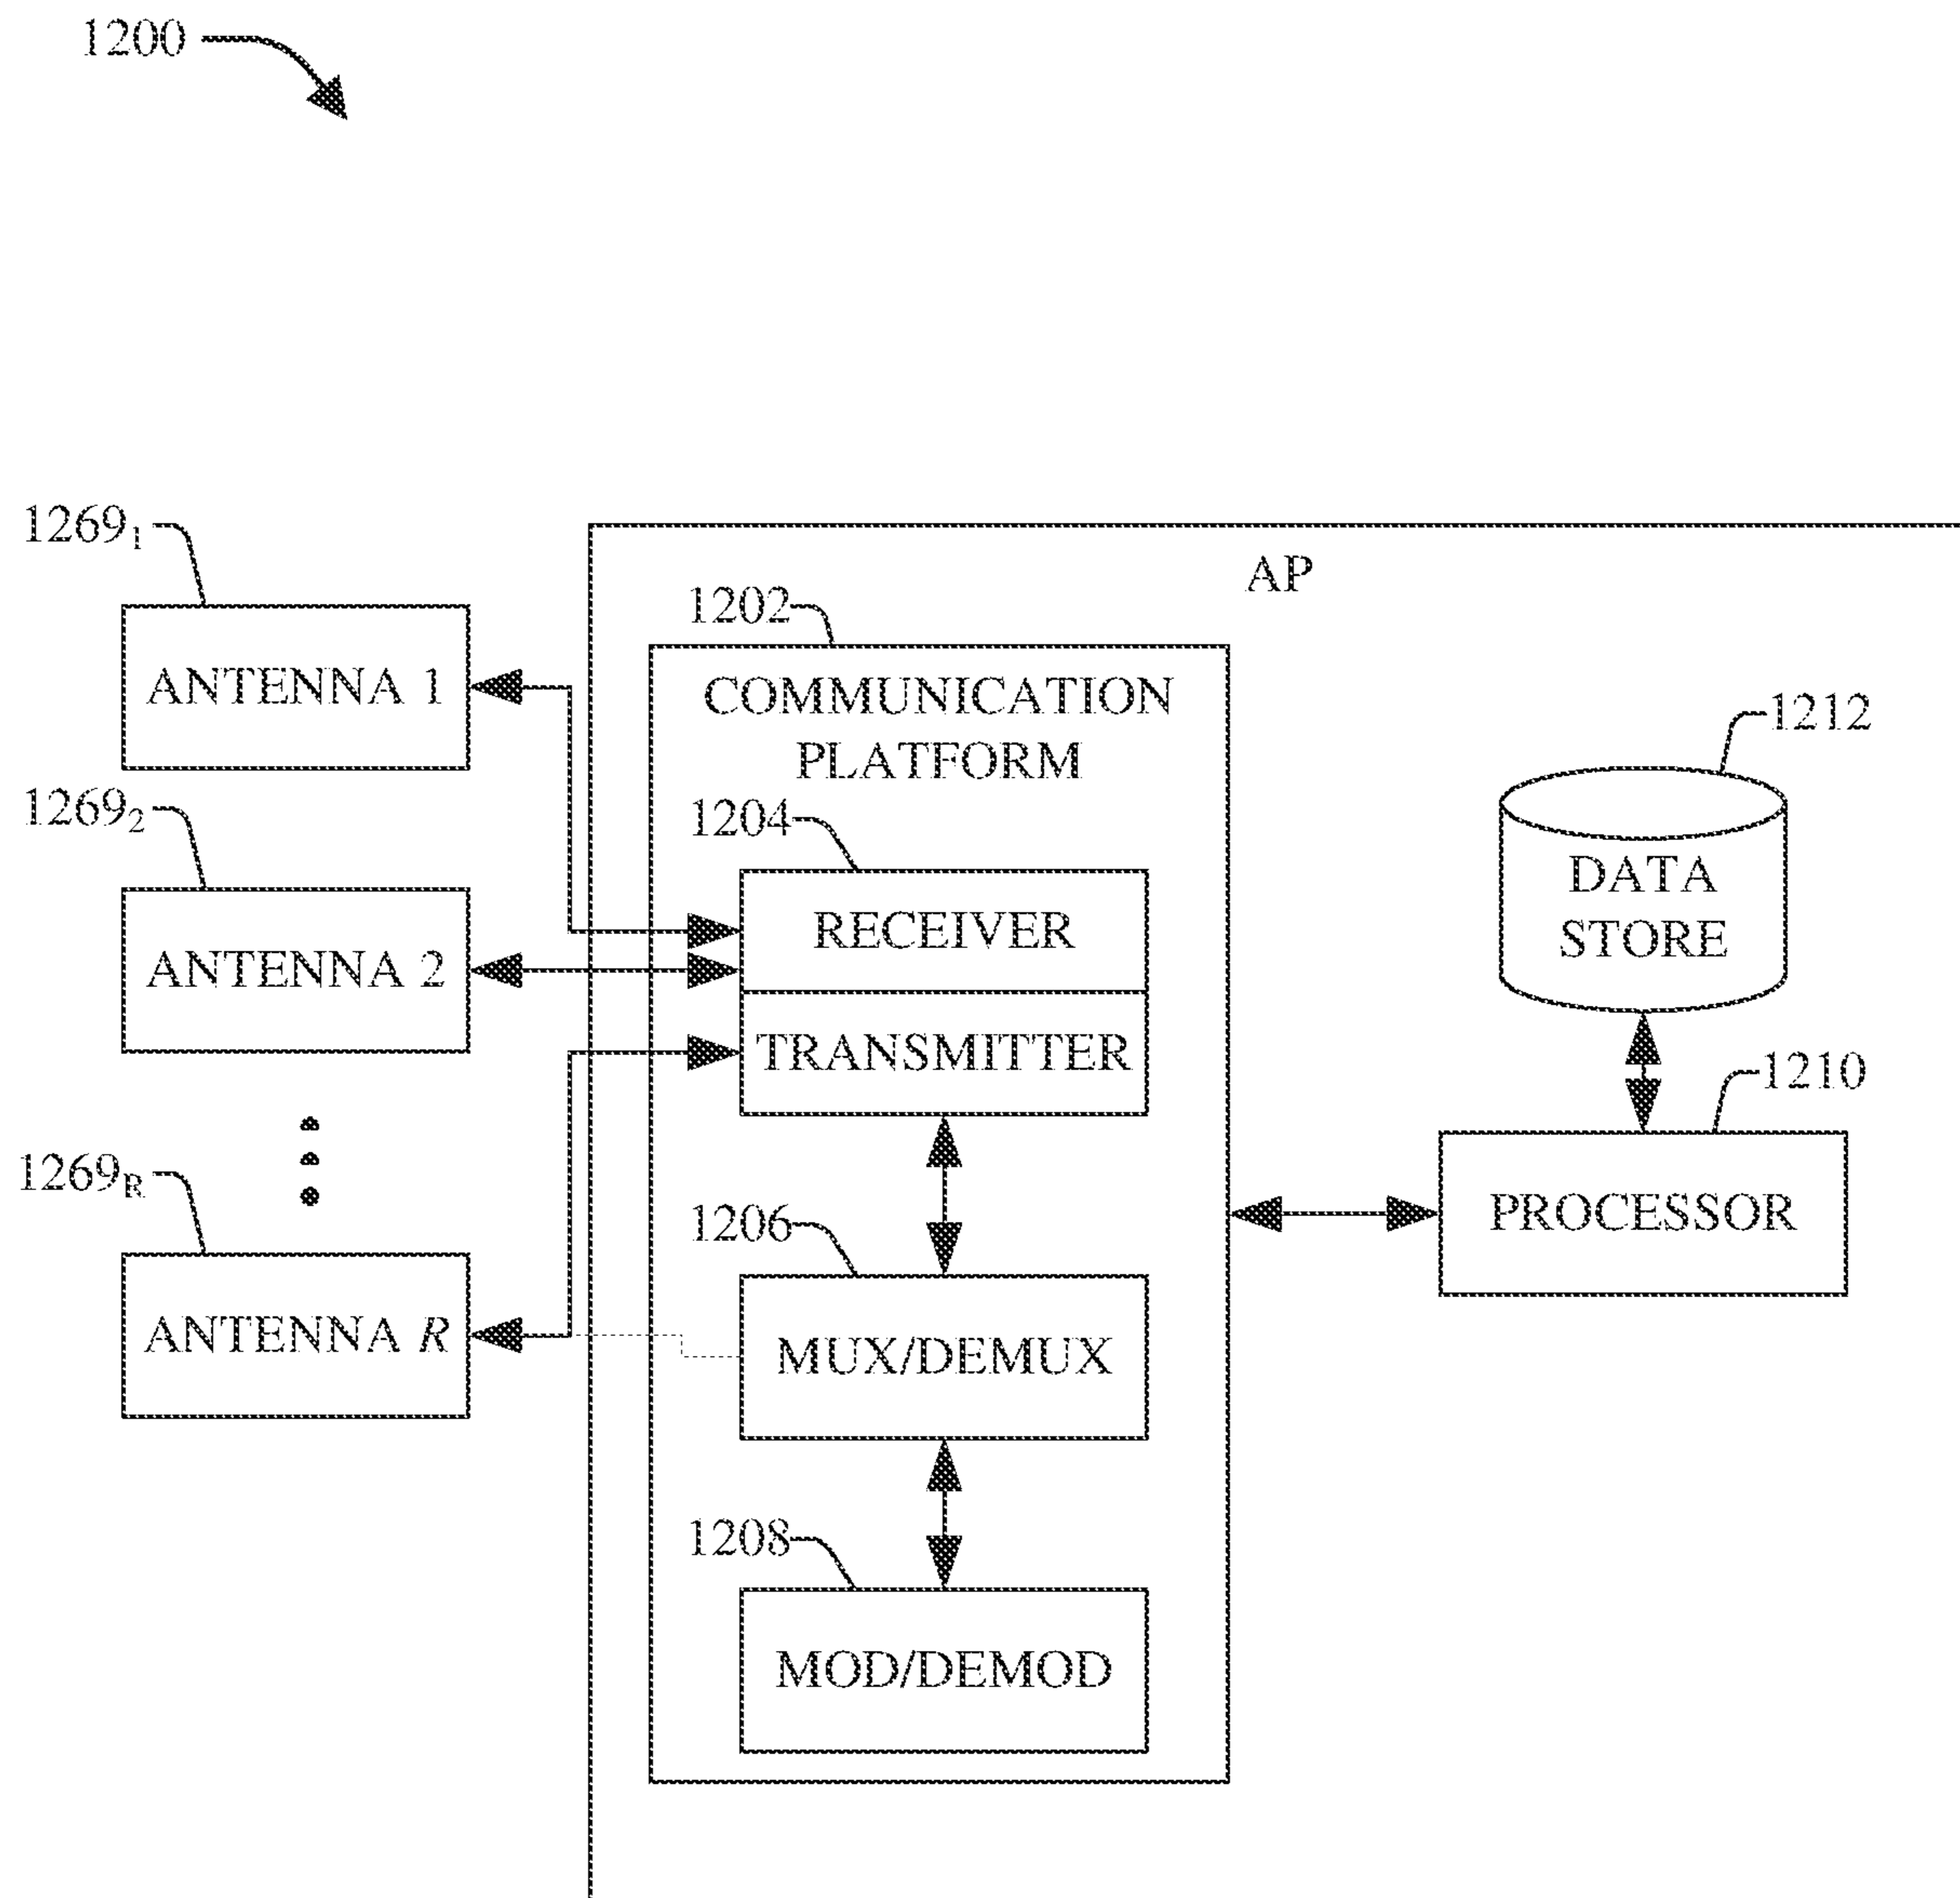 1200
1269₁
AP
1202
ANTENNA 1
COMMUNICATION
PLATFORM
1212
1269₂
1204
DATA
STORE
RECEIVER
ANTENNA 2
TRANSMITTER
1210
1269R
1206
PROCESSOR
ANTENNA R
MUX/DEMUX
1208
MOD/DEMOD